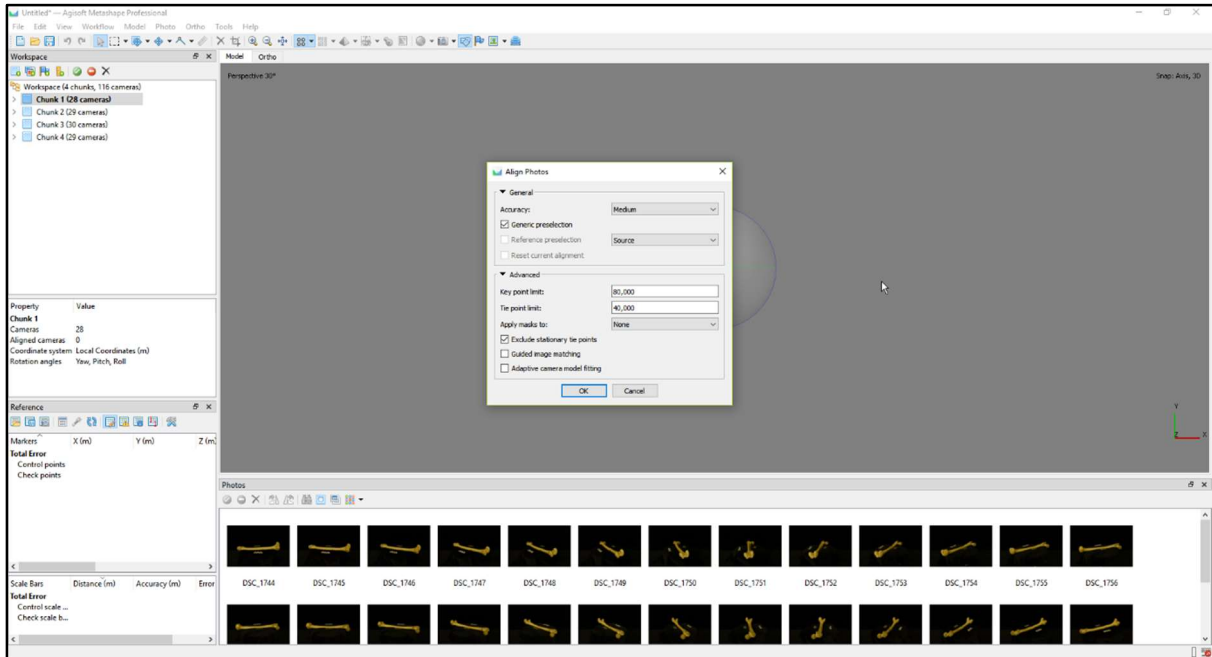 Untitled* — Agisoft Metashape Professional
File Edit View Workflow Model Photo Ortho Tools Help
Workspace
Model Ortho
Perspective 30°
Snap: Axis, 3D
Workspace (4 chunks, 116 cameras)
Chunk 1 (28 cameras)
Chunk 2 (29 cameras)
Chunk 3 (30 cameras)
Chunk 4 (29 cameras)
Property Value
Chunk 1
Cameras 28
Aligned cameras 0
Coordinate system Local Coordinates (m)
Rotation angles Yaw, Pitch, Roll
Reference
Markers X (m) Y (m) Z (m)
Total Error
Control points
Check points
Scale Bars Distance (m) Accuracy (m) Error
Total Error
Control scale ...
Check scale b...
Align Photos
General
Accuracy: Medium
Generic preselection
Reference preselection Source
Reset current alignment
Advanced
Key point limit: 80,000
Tie point limit: 40,000
Apply masks to: None
Exclude stationary tie points
Guided image matching
Adaptive camera model fitting
OK Cancel
Y
Z X
Photos
DSC_1744 DSC_1745 DSC_1746 DSC_1747 DSC_1748 DSC_1749 DSC_1750 DSC_1751 DSC_1752 DSC_1753 DSC_1754 DSC_1755 DSC_1756